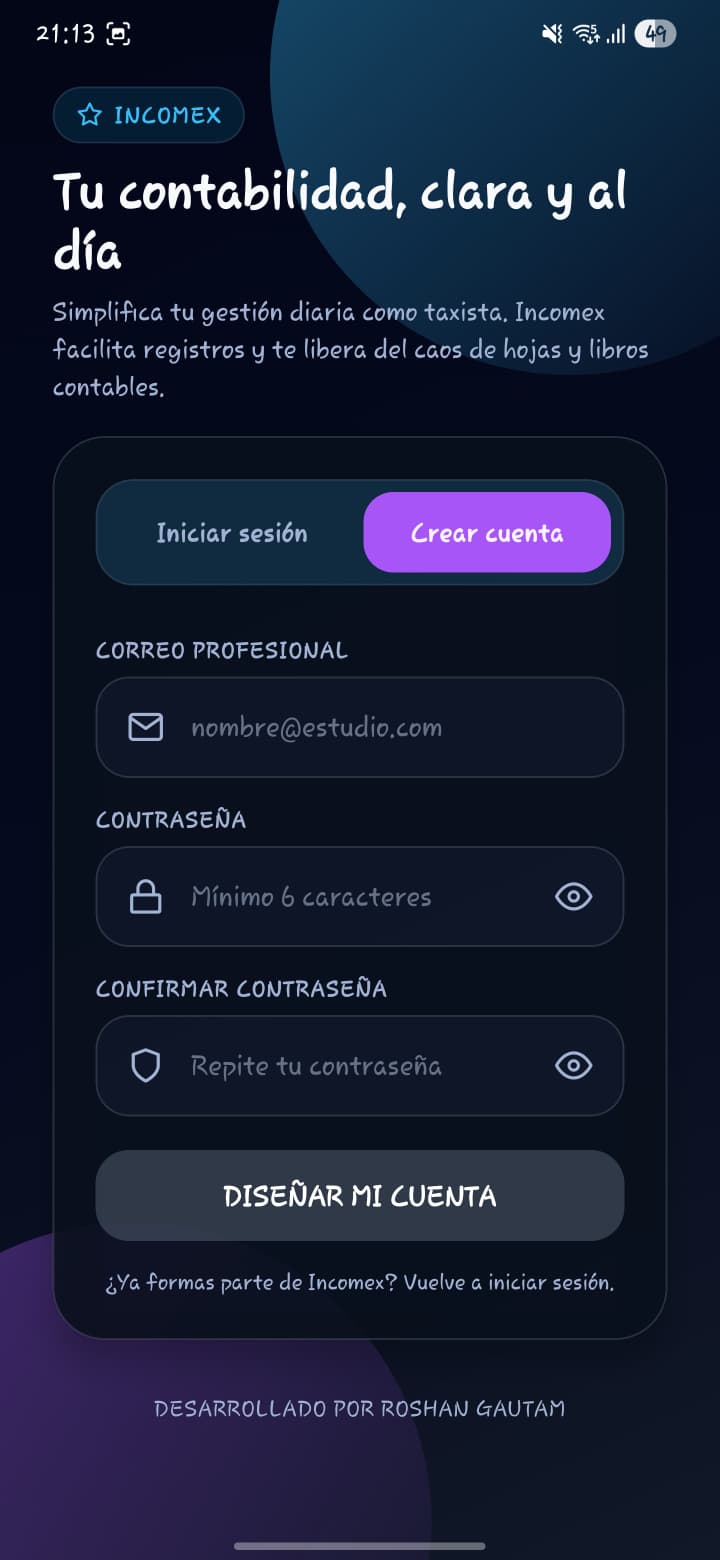 21:13
49
INCOMEX
Tu contabilidad, clara y al
día
Simplifica tu gestión diaria como taxista. Incomex
facilita registros y te libera del caos de hojas y libros
contables.
Iniciar sesión
Crear cuenta
CORREO PROFESIONAL
nombre@estudio.com
CONTRASEÑA
Mínimo 6 caracteres
CONFIRMAR CONTRASEÑA
Repite tu contraseña
DISEÑAR MI CUENTA
¿Ya formas parte de Incomex? Vuelve a iniciar sesión.
DESARROLLADO POR ROSHAN GAUTAM